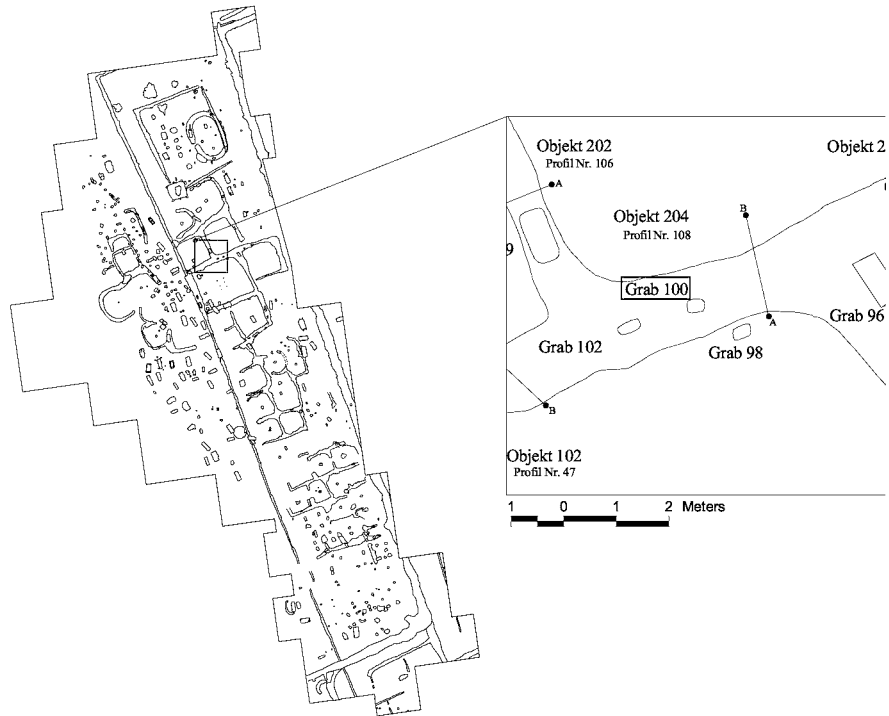 Objekt 202
Profil Nr. 106
Objekt 2
A
B
Objekt 204
Profil Nr. 108
9
Grab 100
A
Grab 96
Grab 102
Grab 98
B
Objekt 102
Profil Nr. 47
1 0 1 2 Meters